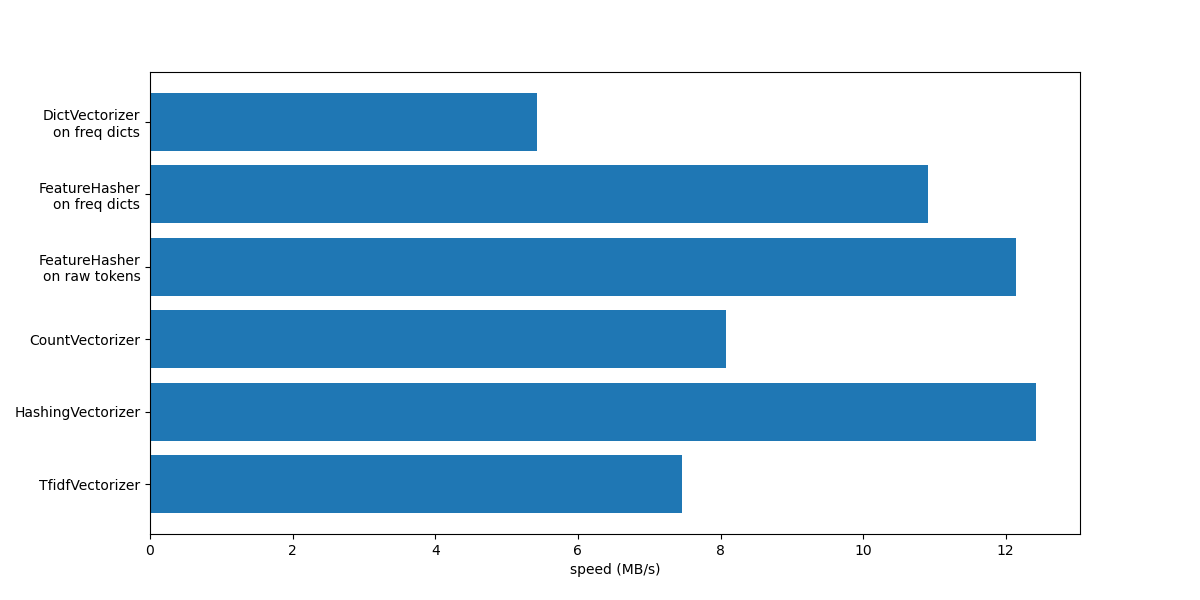 DictVectorizer
on freq dicts
FeatureHasher
on freq dicts
FeatureHasher
on raw tokens
CountVectorizer
HashingVectorizer
TfidfVectorizer
0 2 4 6 8 10 12
speed (MB/s)